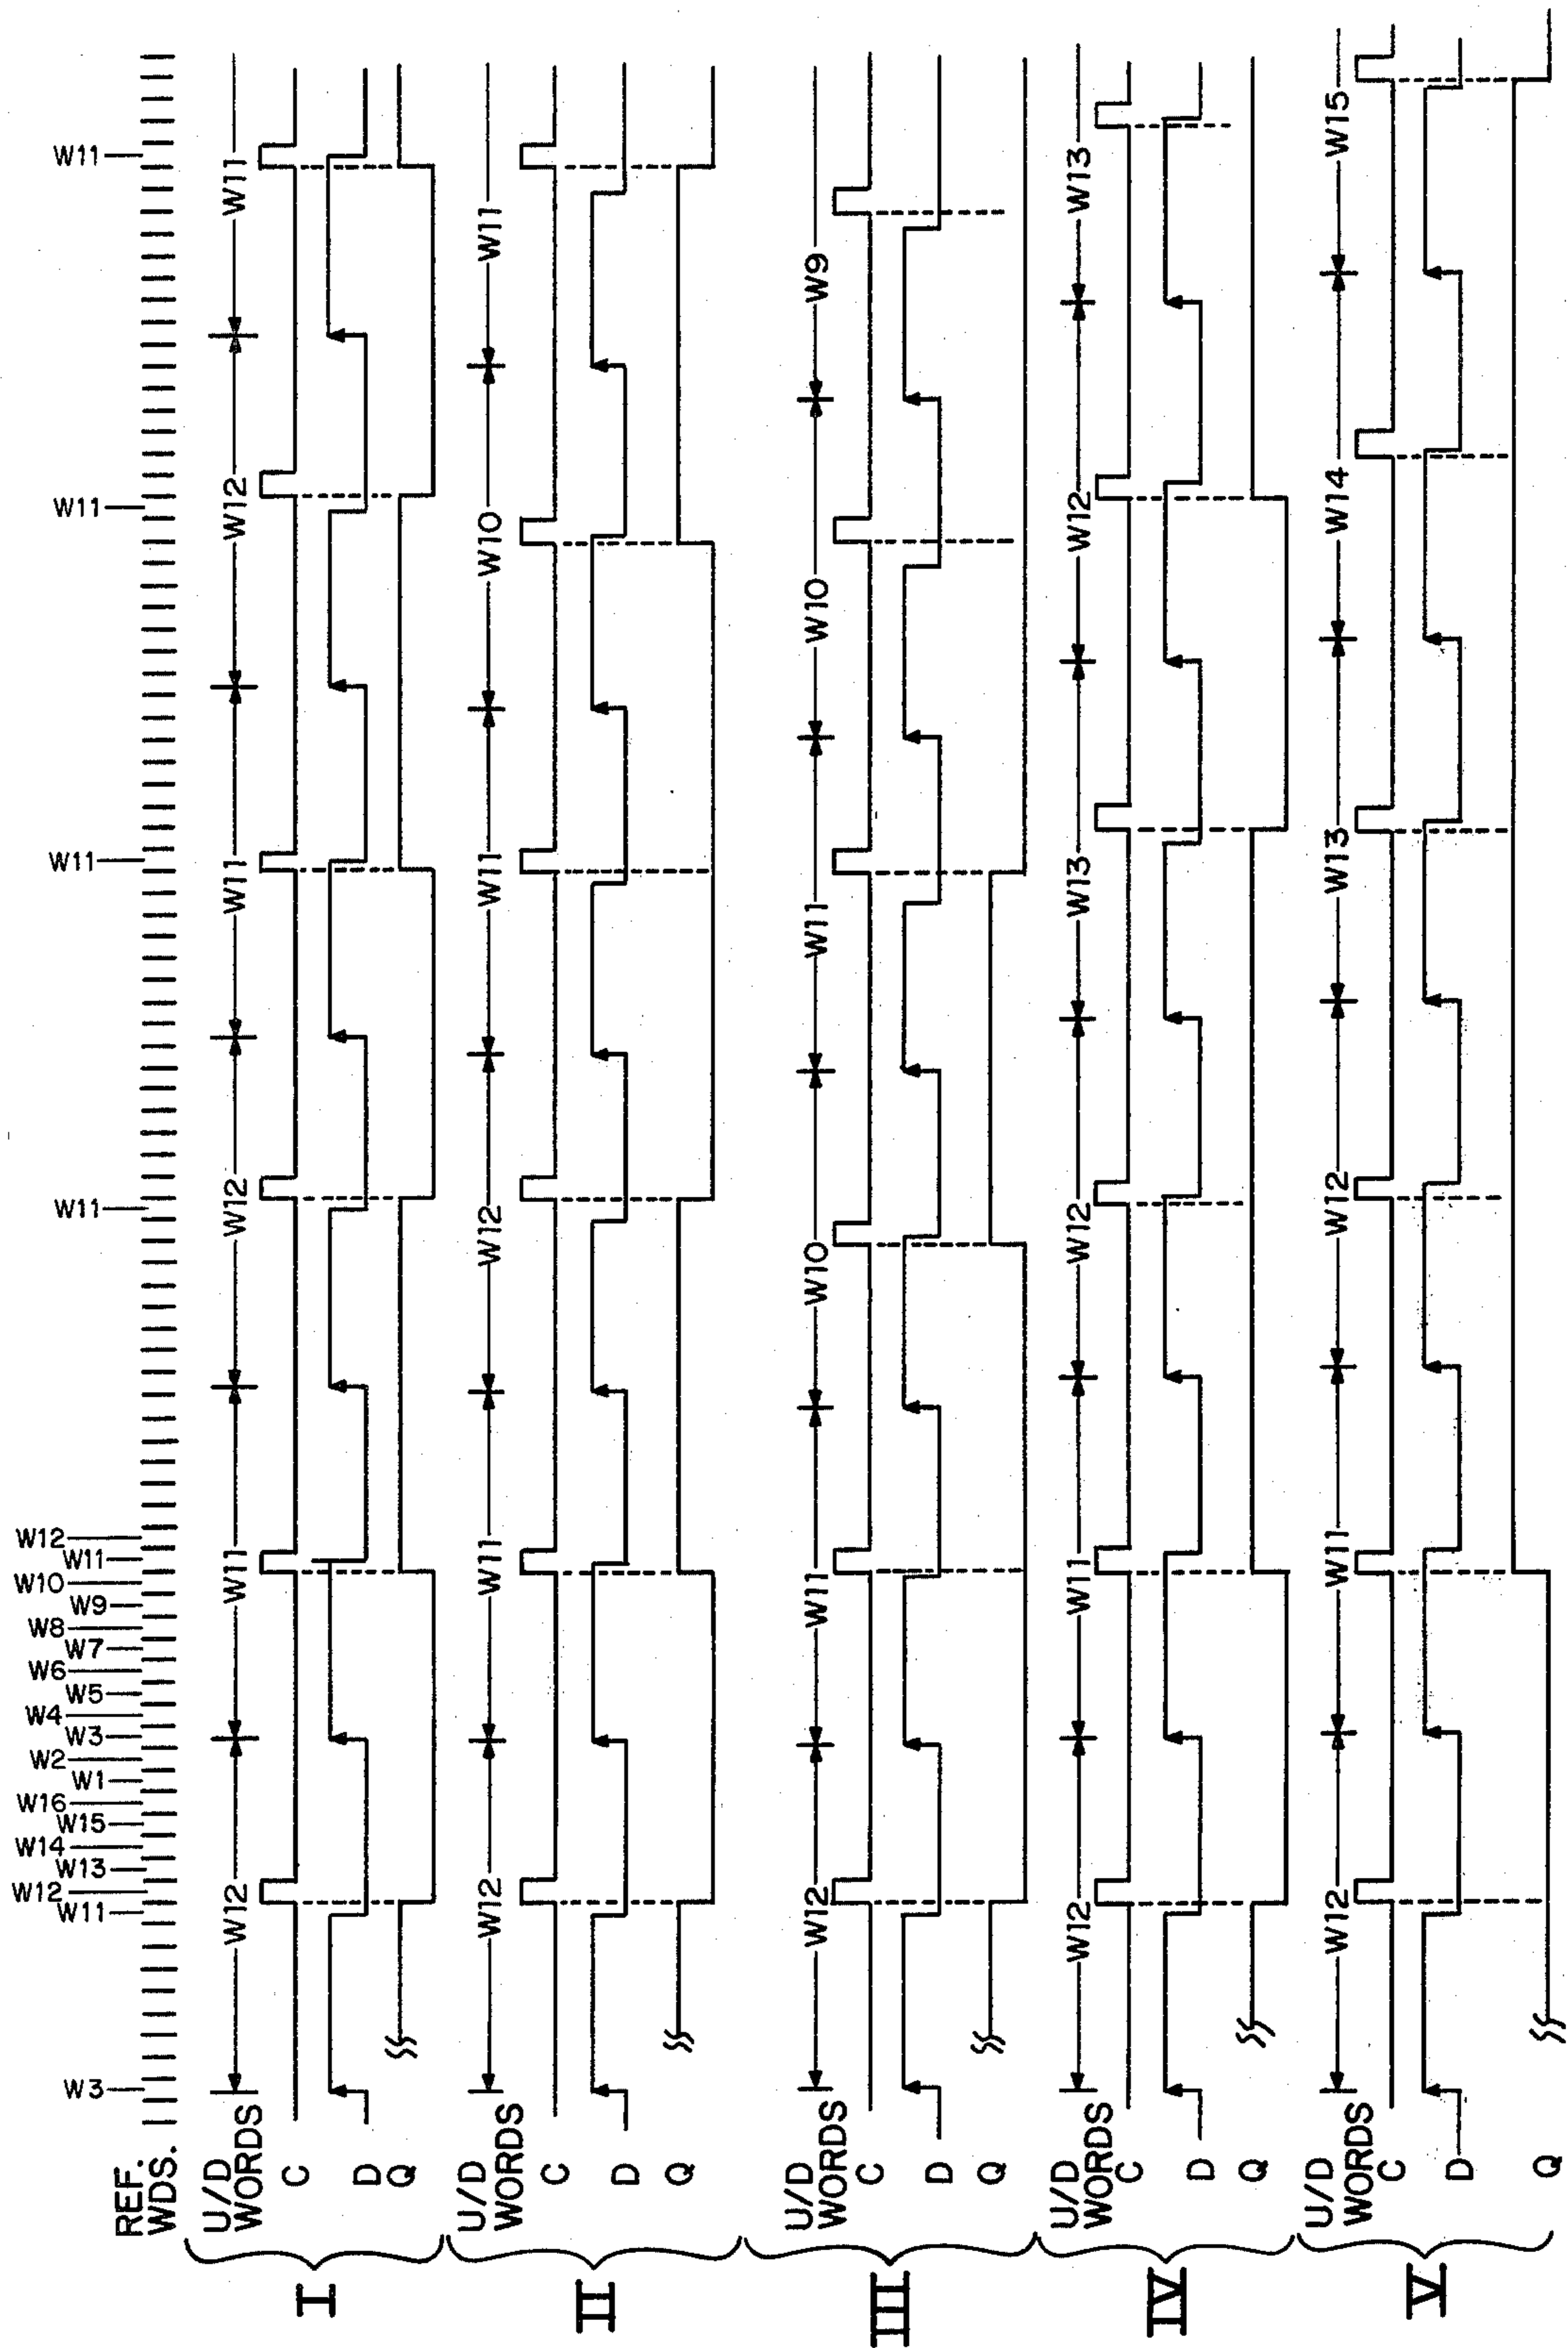 W3 W11 W12 W13 W14 W15 W16 W1 W2 W3 W4 W5 W6 W7 W8 W9 W10 W11 W12 W11 W11 W11 W11
REF.
WDS.
I
U/D
WORDS
W12 W11 W12 W11 W12 W11
C
D
Q
II
U/D
WORDS
W12 W11 W12 W11 W10 W11
C
D
Q
III
U/D
WORDS
W12 W11 W10 W11 W10 W9
C
D
Q
IV
U/D
WORDS
W12 W11 W12 W13 W12 W13
C
D
Q
V
U/D
WORDS
W12 W11 W12 W13 W14 W15
C
D
Q